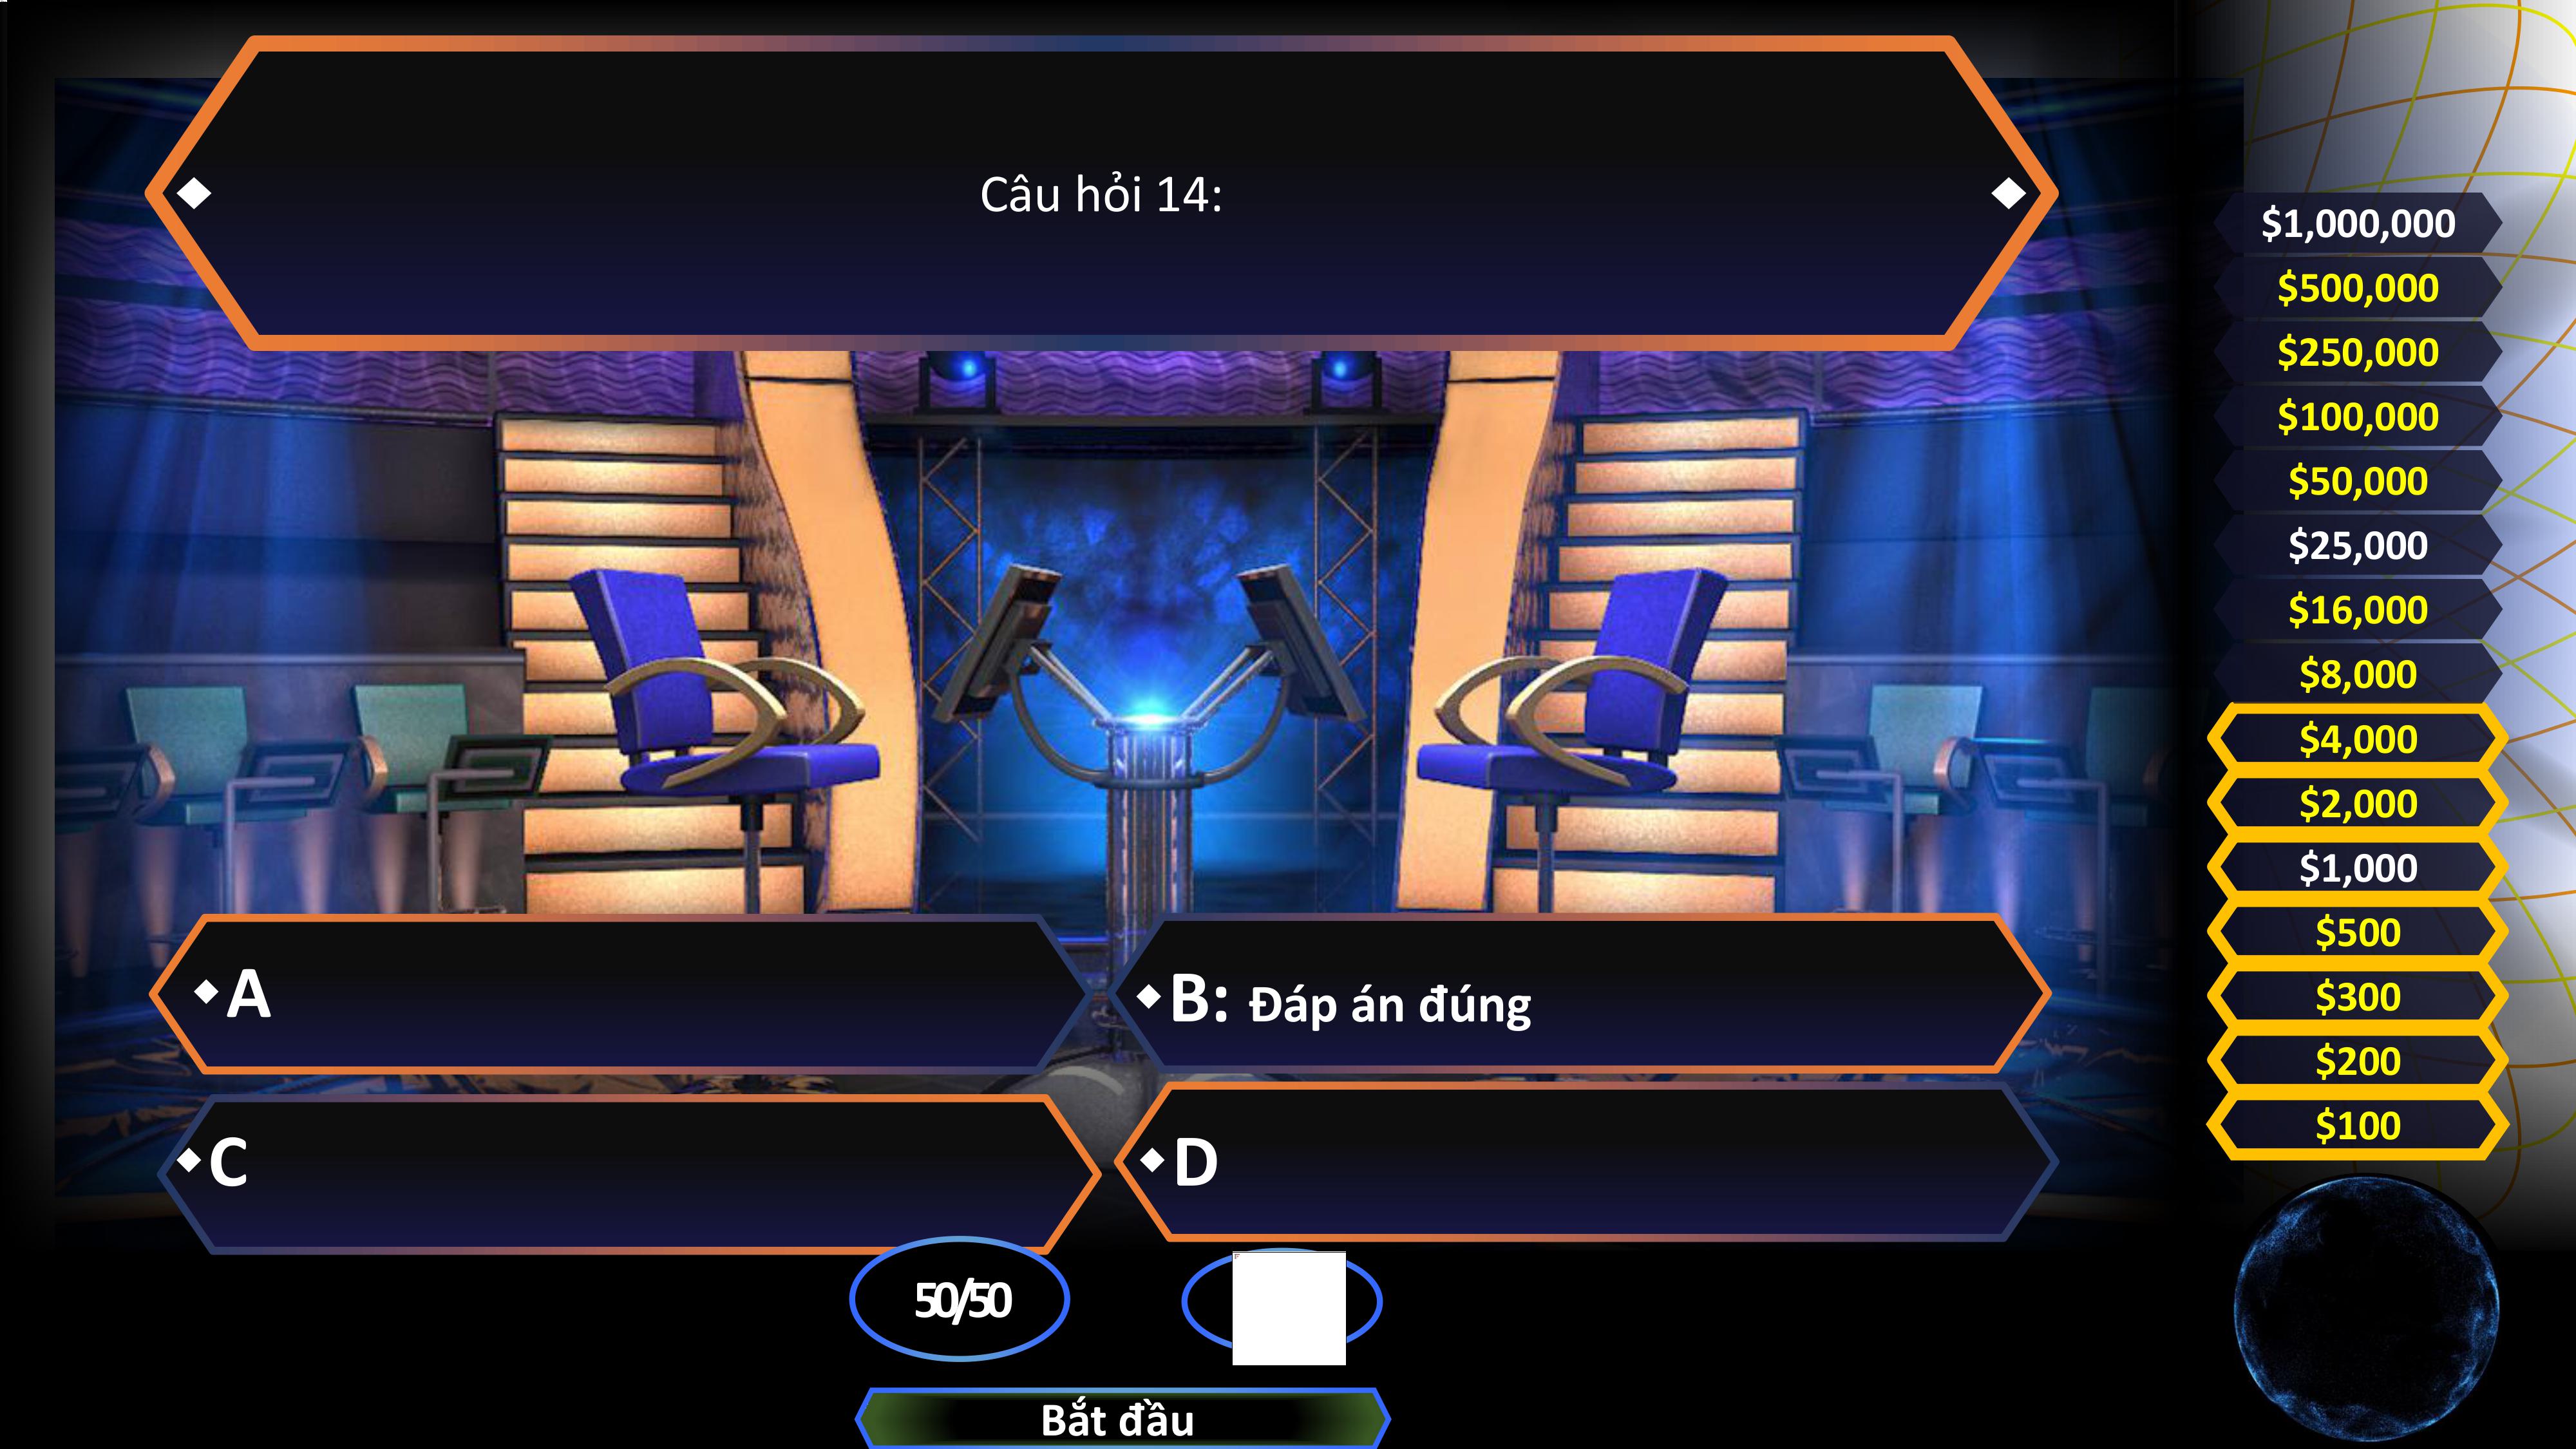 Câu hỏi 14:
$1,000,000
$500,000
$250,000
$100,000
$50,000
$25,000
$16,000
$8,000
$4,000
$2,000
$1,000
$500
$300
$200
$100
A
B: Đáp án đúng
C
D
50/50
Bắt đầu